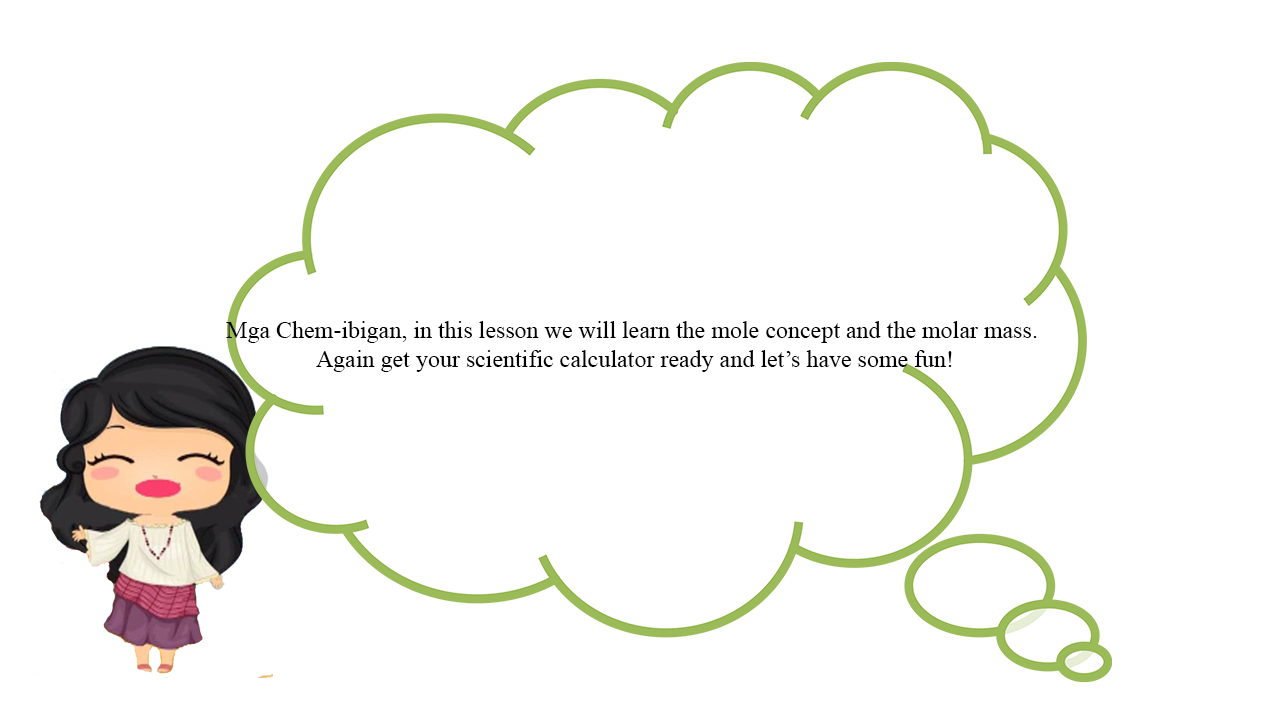 Mga Chem-ibigan, in this lesson we will learn the mole concept and the molar mass.
Again get your scientific calculator ready and let’s have some fun!